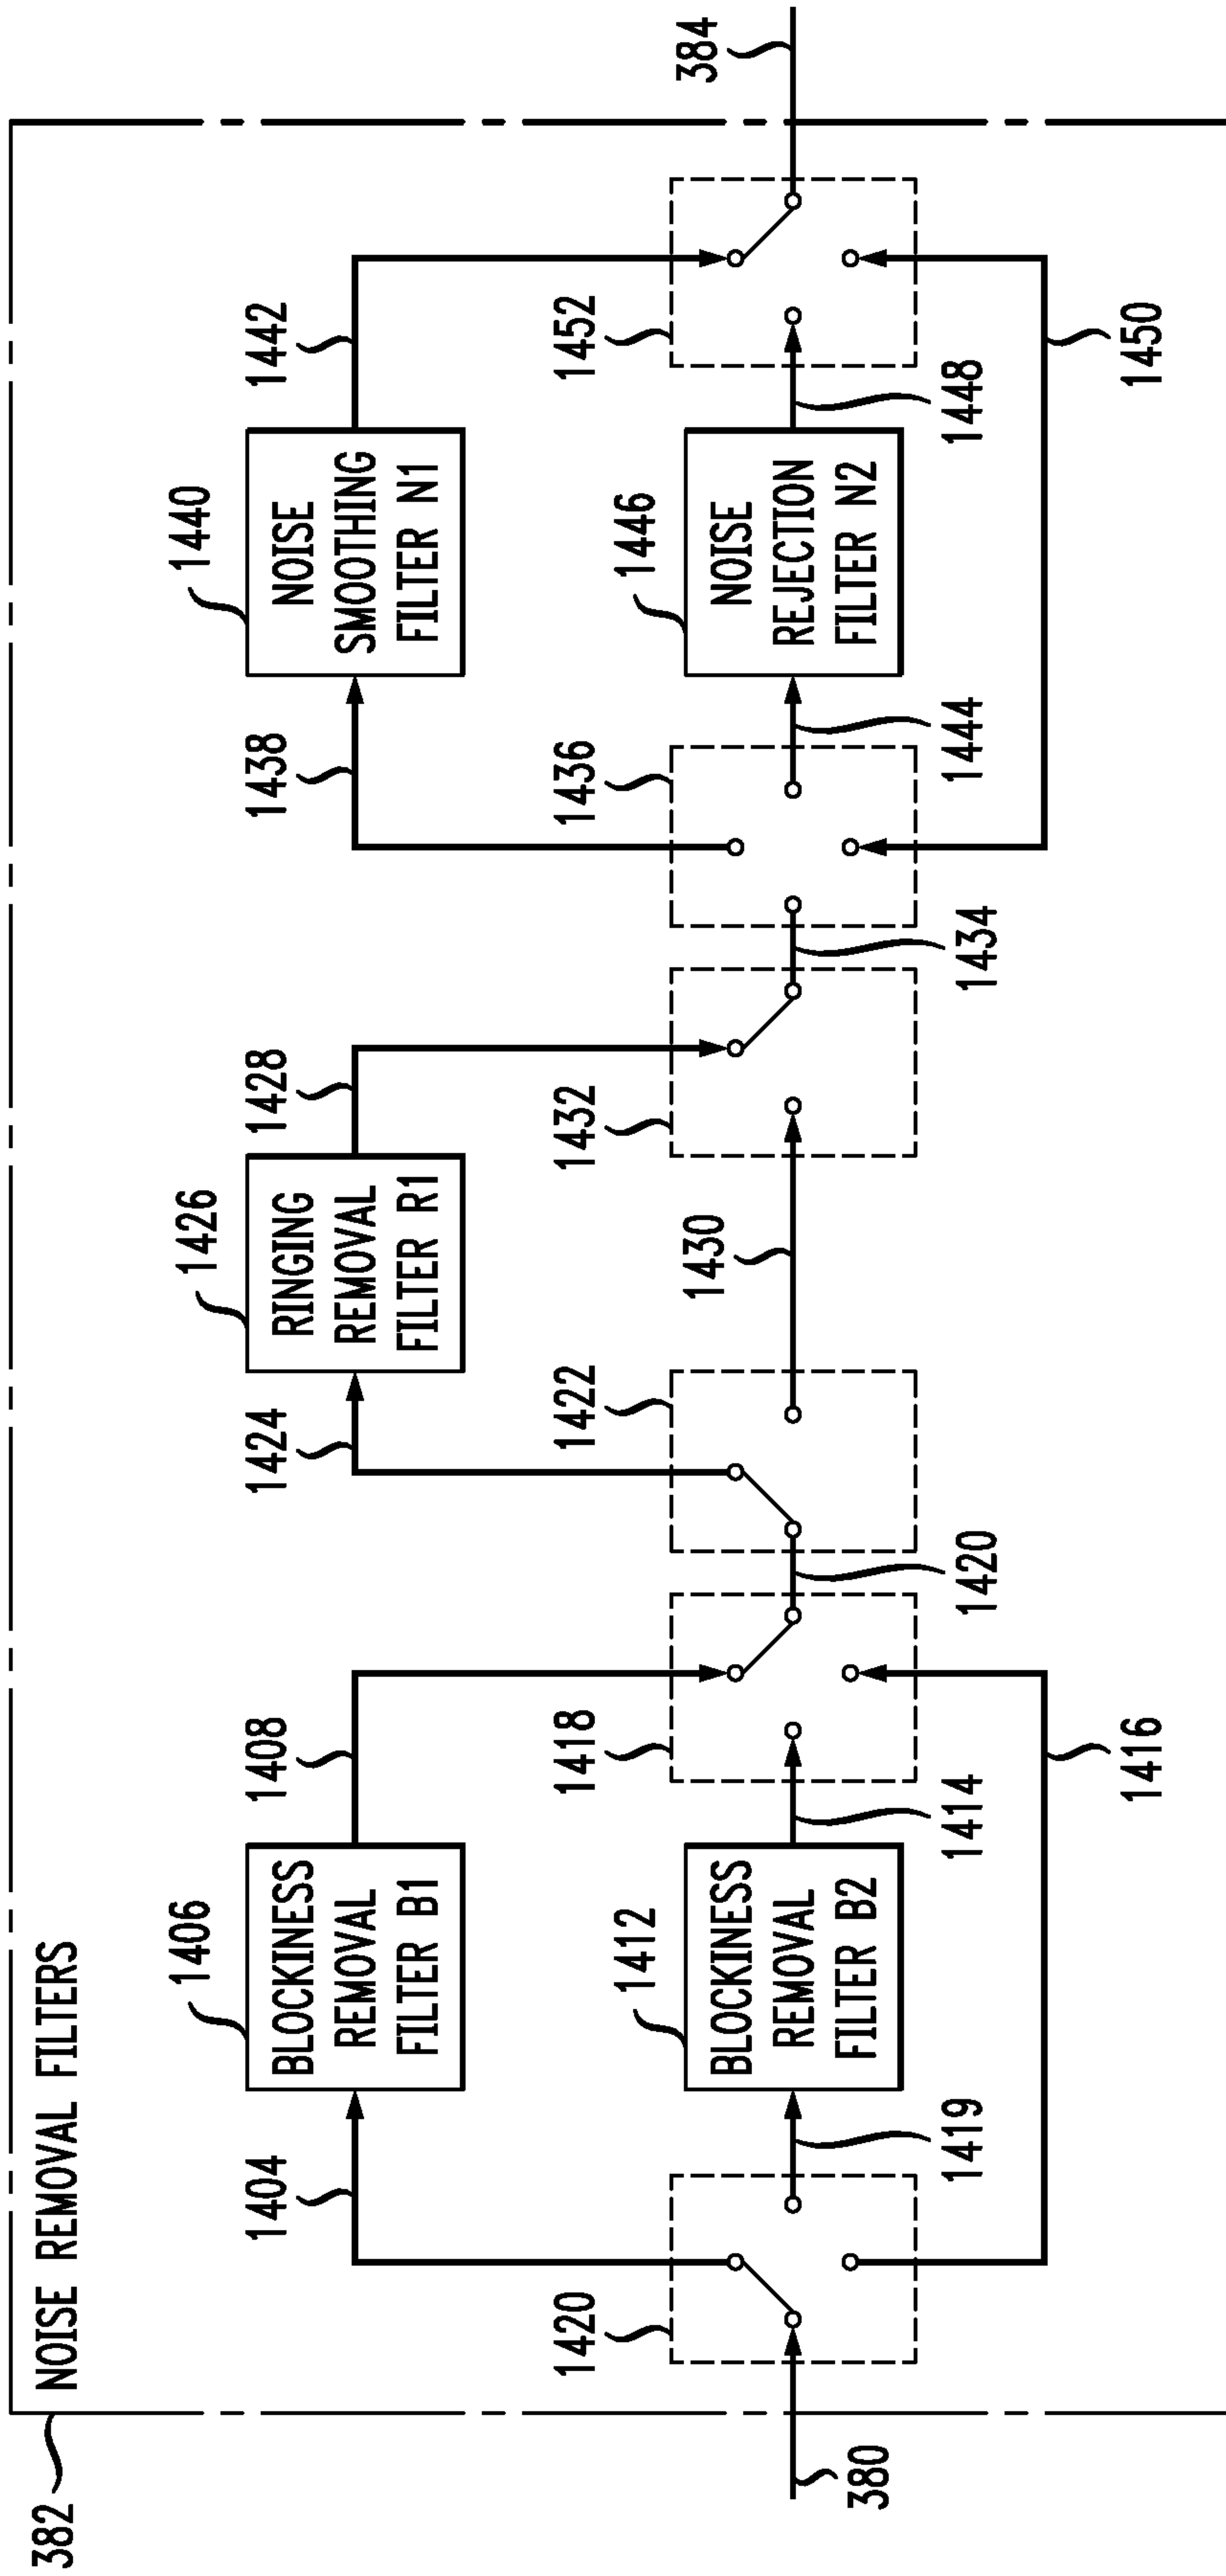 382
NOISE REMOVAL FILTERS
380
1420
1404
1406
BLOCKINESS
REMOVAL
FILTER B1
1408
1419
1412
BLOCKINESS
REMOVAL
FILTER B2
1414
1416
1418
1420
1422
1424
1426
RINGING
REMOVAL
FILTER R1
1428
1430
1432
1434
1436
1438
1440
NOISE
SMOOTHING
FILTER N1
1442
1444
1446
NOISE
REJECTION
FILTER N2
1448
1450
1452
384